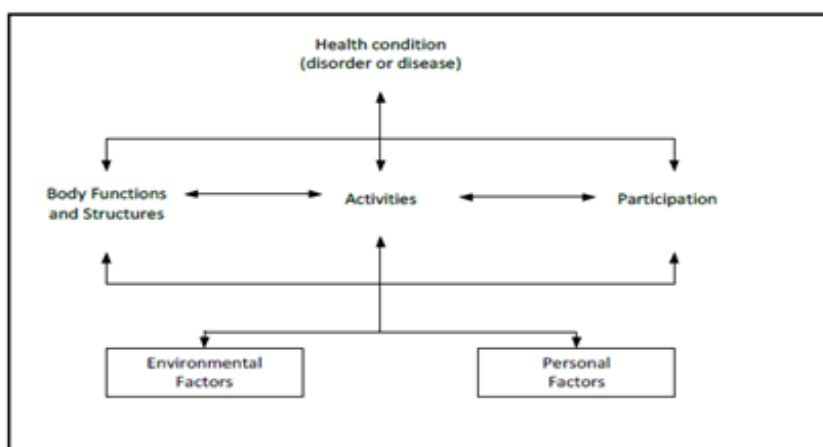 Health condition
(disorder or disease)
Body Functions
and Structures
Activities
Participation
Environmental
Factors
Personal
Factors